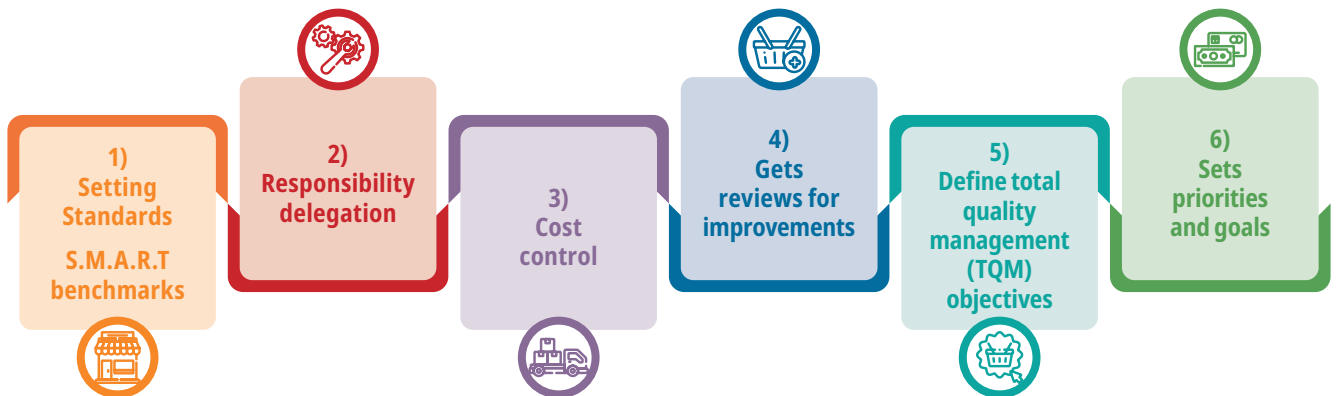 1)
Setting
Standards
S.M.A.R.T
benchmarks
2)
Responsibility
delegation
3)
Cost
control
4)
Gets
reviews for
improvements
5)
Define total
quality
management
(TQM)
objectives
6)
Sets
priorities
and goals